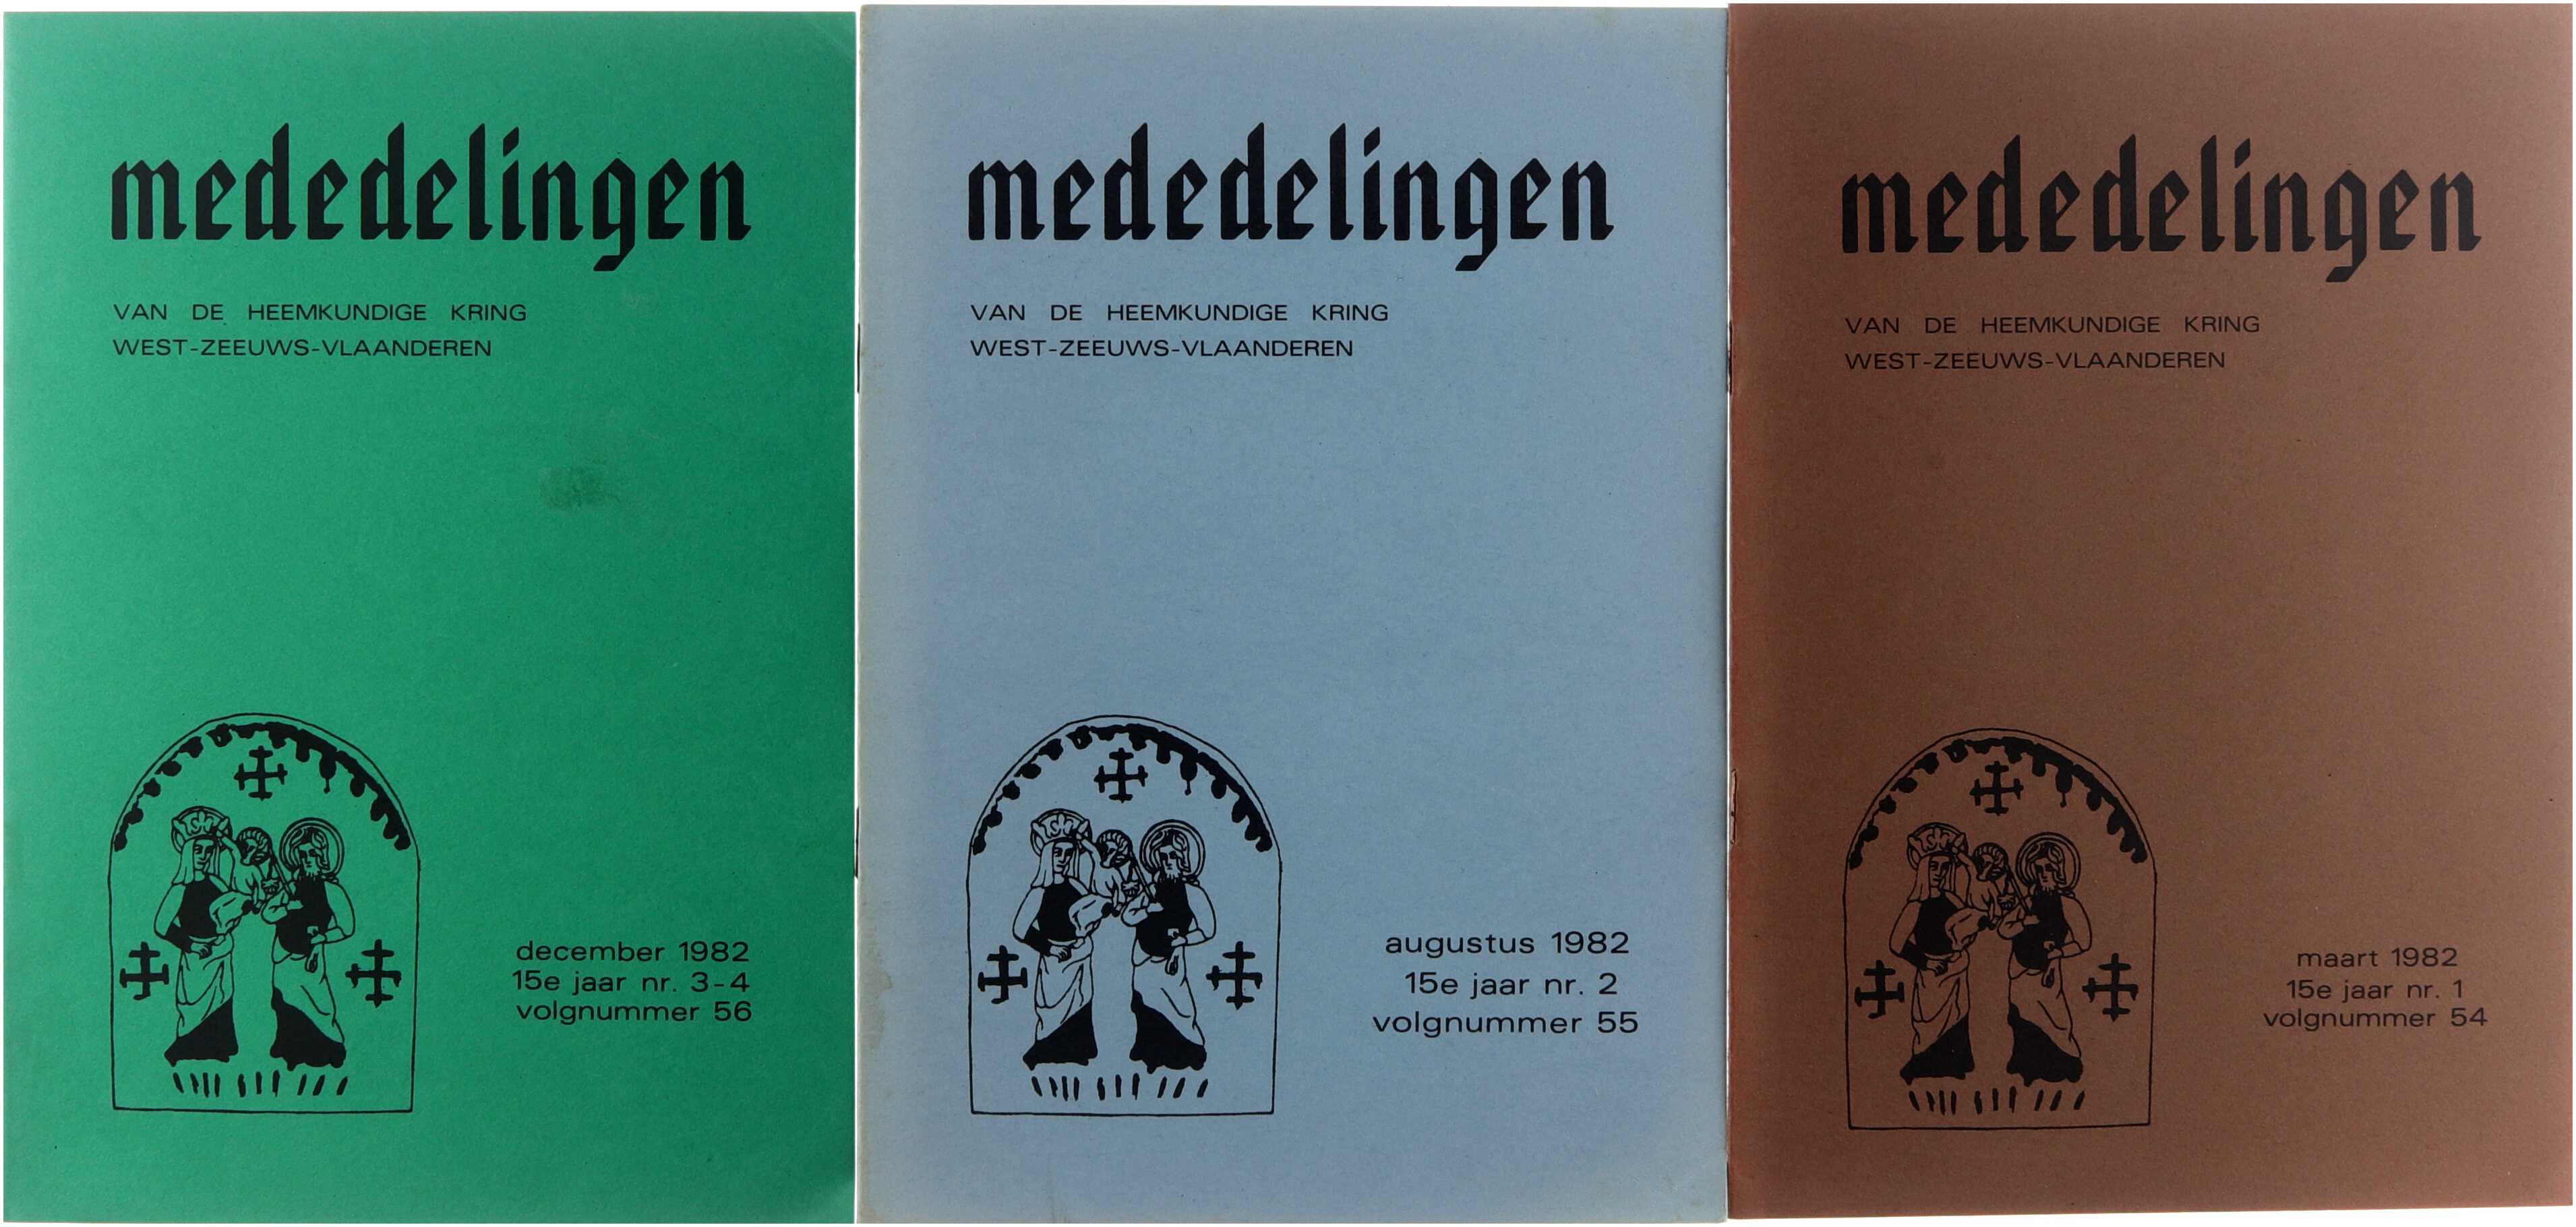 mededelingen
VAN DE HEEMKUNDIGE KRING
WEST-ZEEUWS-VLAANDEREN
december 1982
15e jaar nr. 3-4
volgnummer 56
mededelingen
VAN DE HEEMKUNDIGE KRING
WEST-ZEEUWS-VLAANDEREN
augustus 1982
15e jaar nr. 2
volgnummer 55
mededelingen
VAN DE HEEMKUNDIGE KRING
WEST-ZEEUWS-VLAANDEREN
maart 1982
15e jaar nr. 1
volgnummer 54